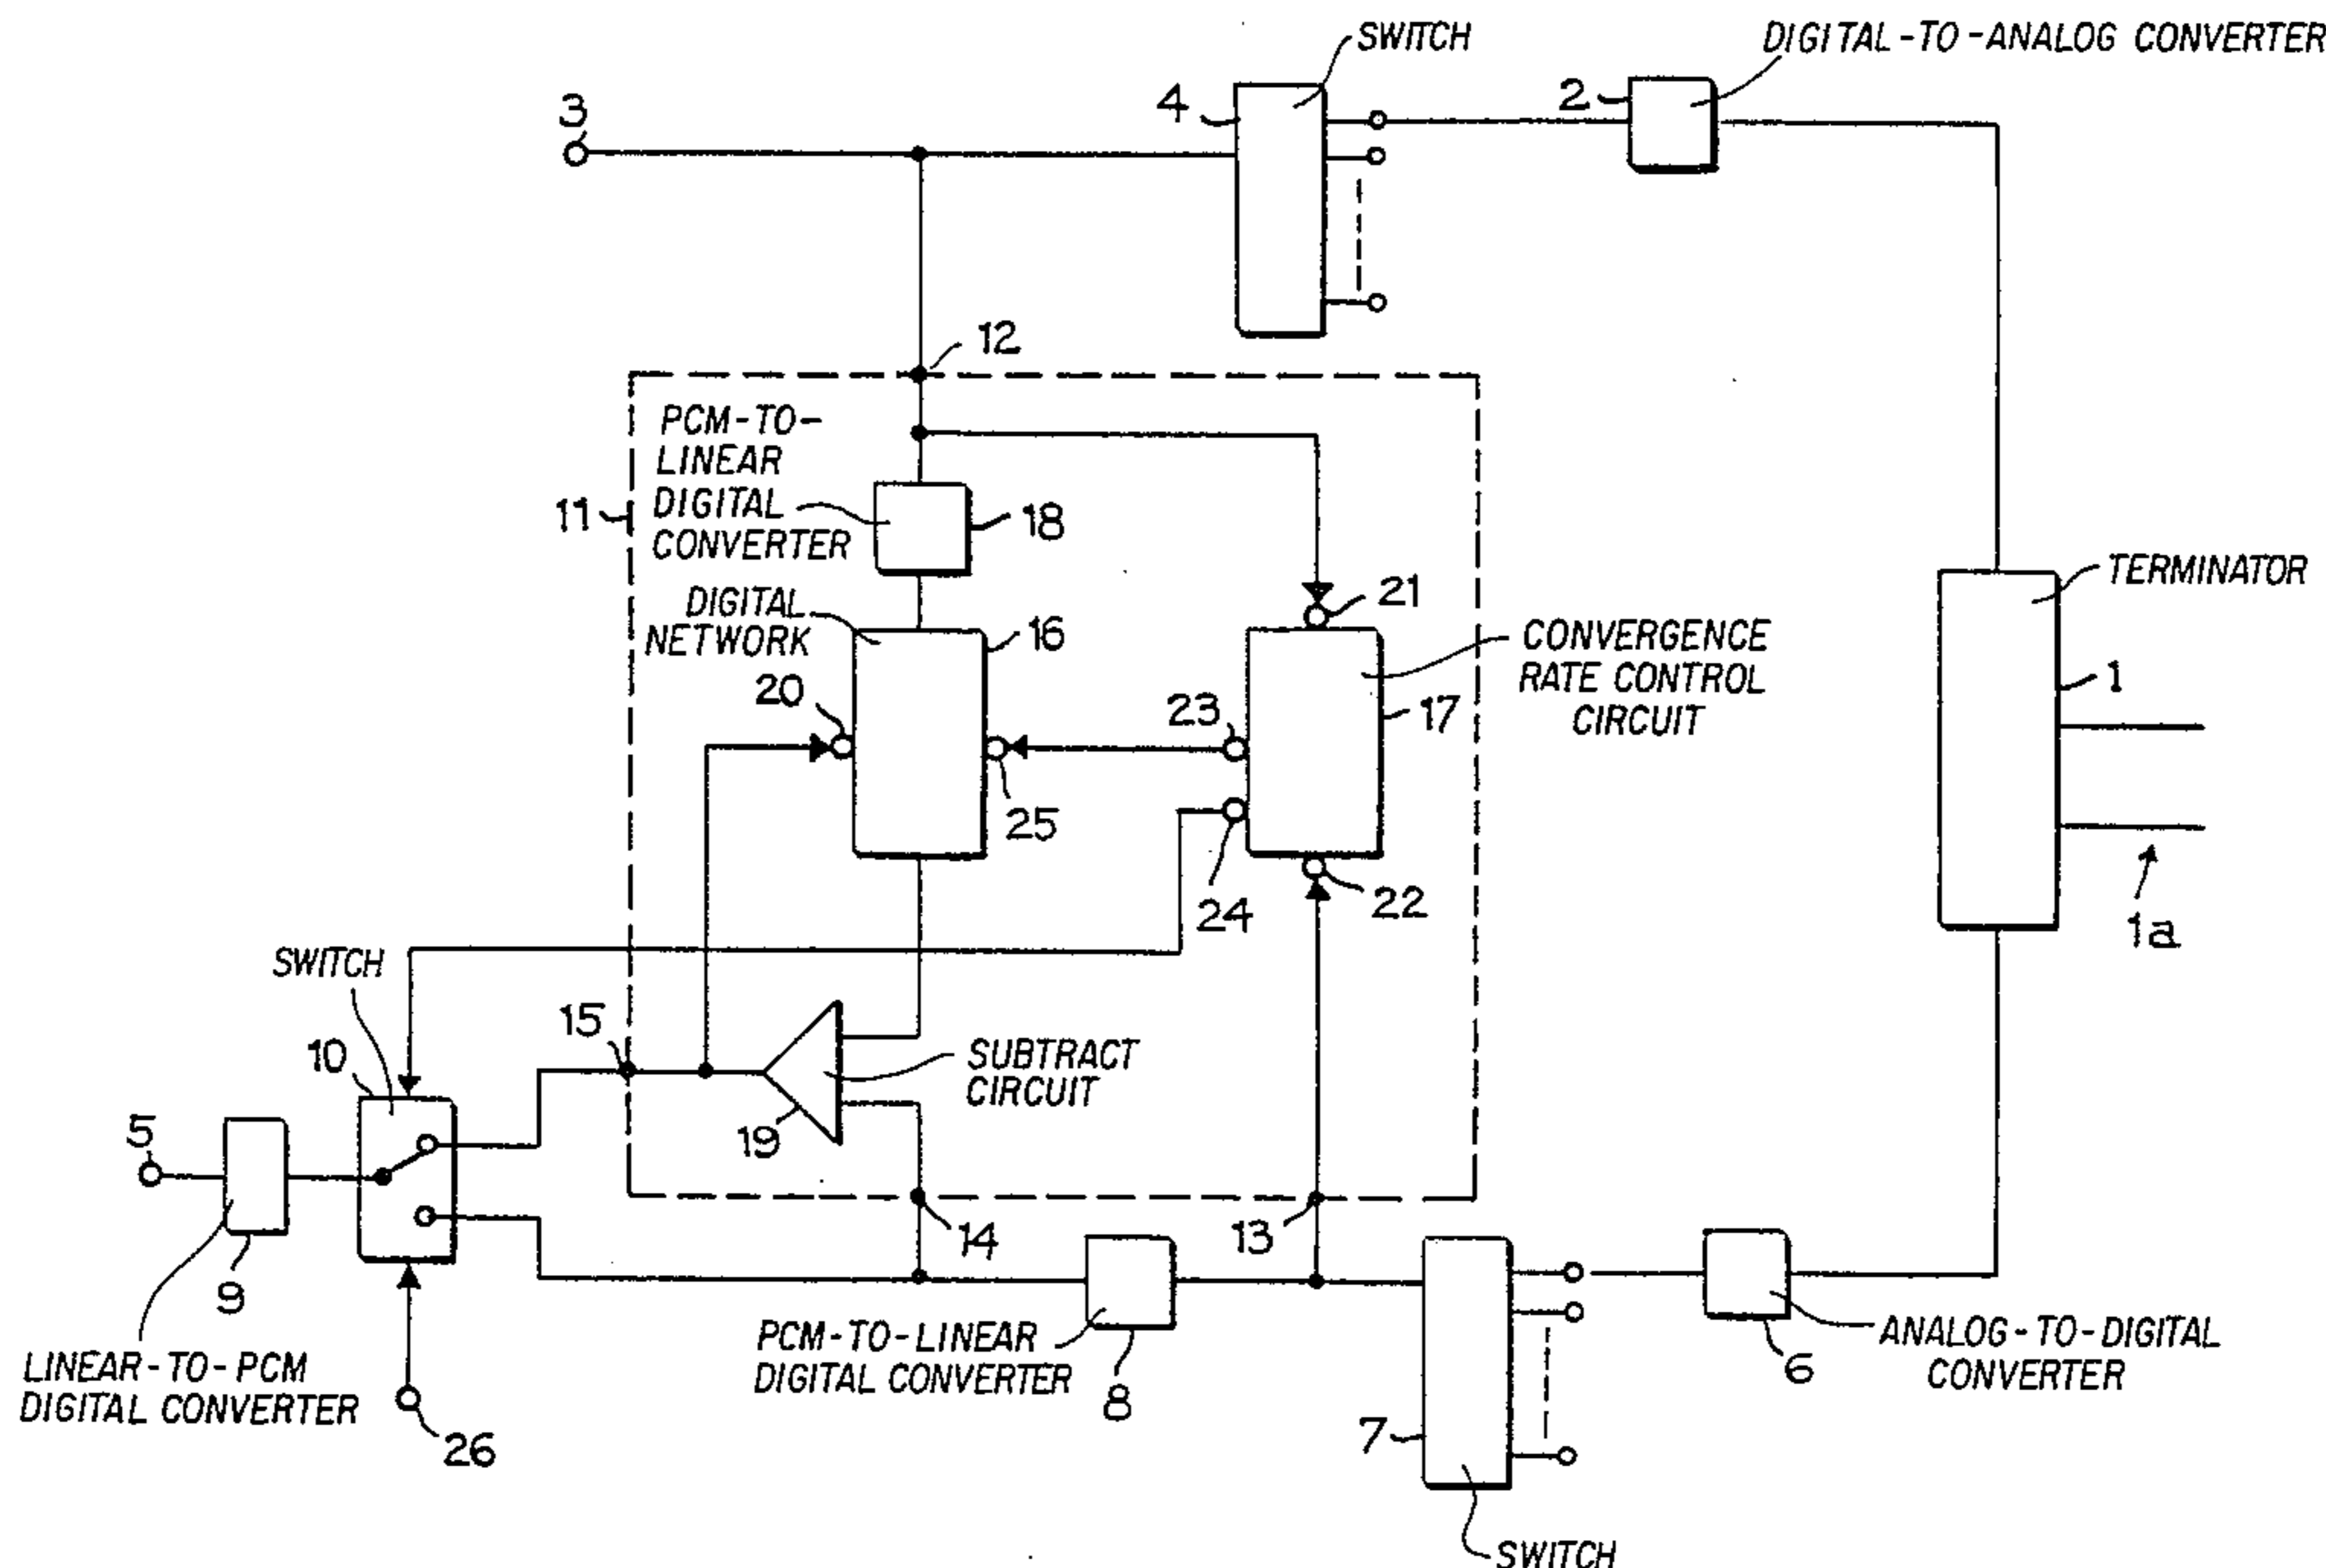 SWITCH
DIGITAL-TO-ANALOG CONVERTER
3
4
2
12
PCM-TO-
LINEAR
DIGITAL
CONVERTER
11
18
21
TERMINATOR
DIGITAL
NETWORK
16
CONVERGENCE
RATE CONTROL
CIRCUIT
1
20
23
17
25
24
22
1a
SWITCH
15
10
SUBTRACT
CIRCUIT
19
5
14
13
9
LINEAR-TO-PCM
DIGITAL CONVERTER
PCM-TO-LINEAR
DIGITAL CONVERTER
8
ANALOG-TO-DIGITAL
CONVERTER
6
7
26
SWITCH